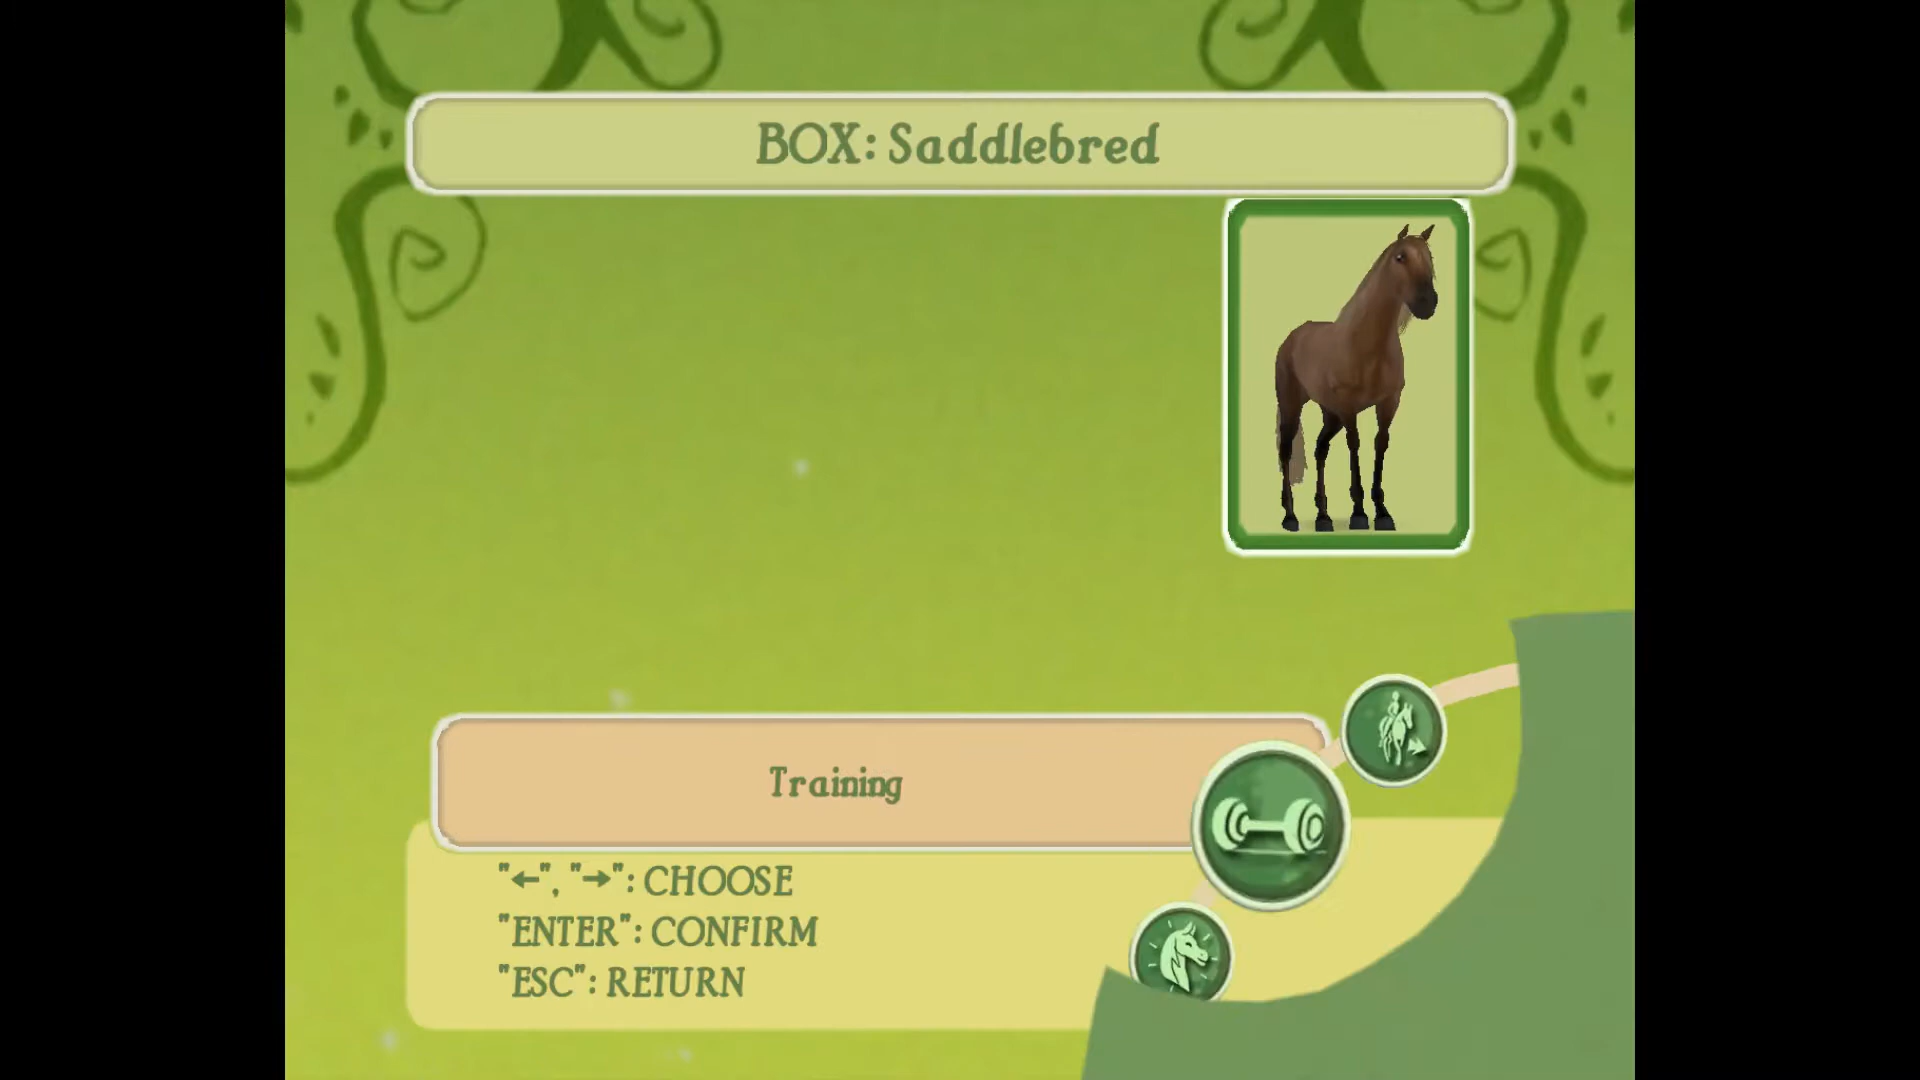 BOX: Saddlebred
Training
"←", "→": CHOOSE
"ENTER": CONFIRM
"ESC": RETURN